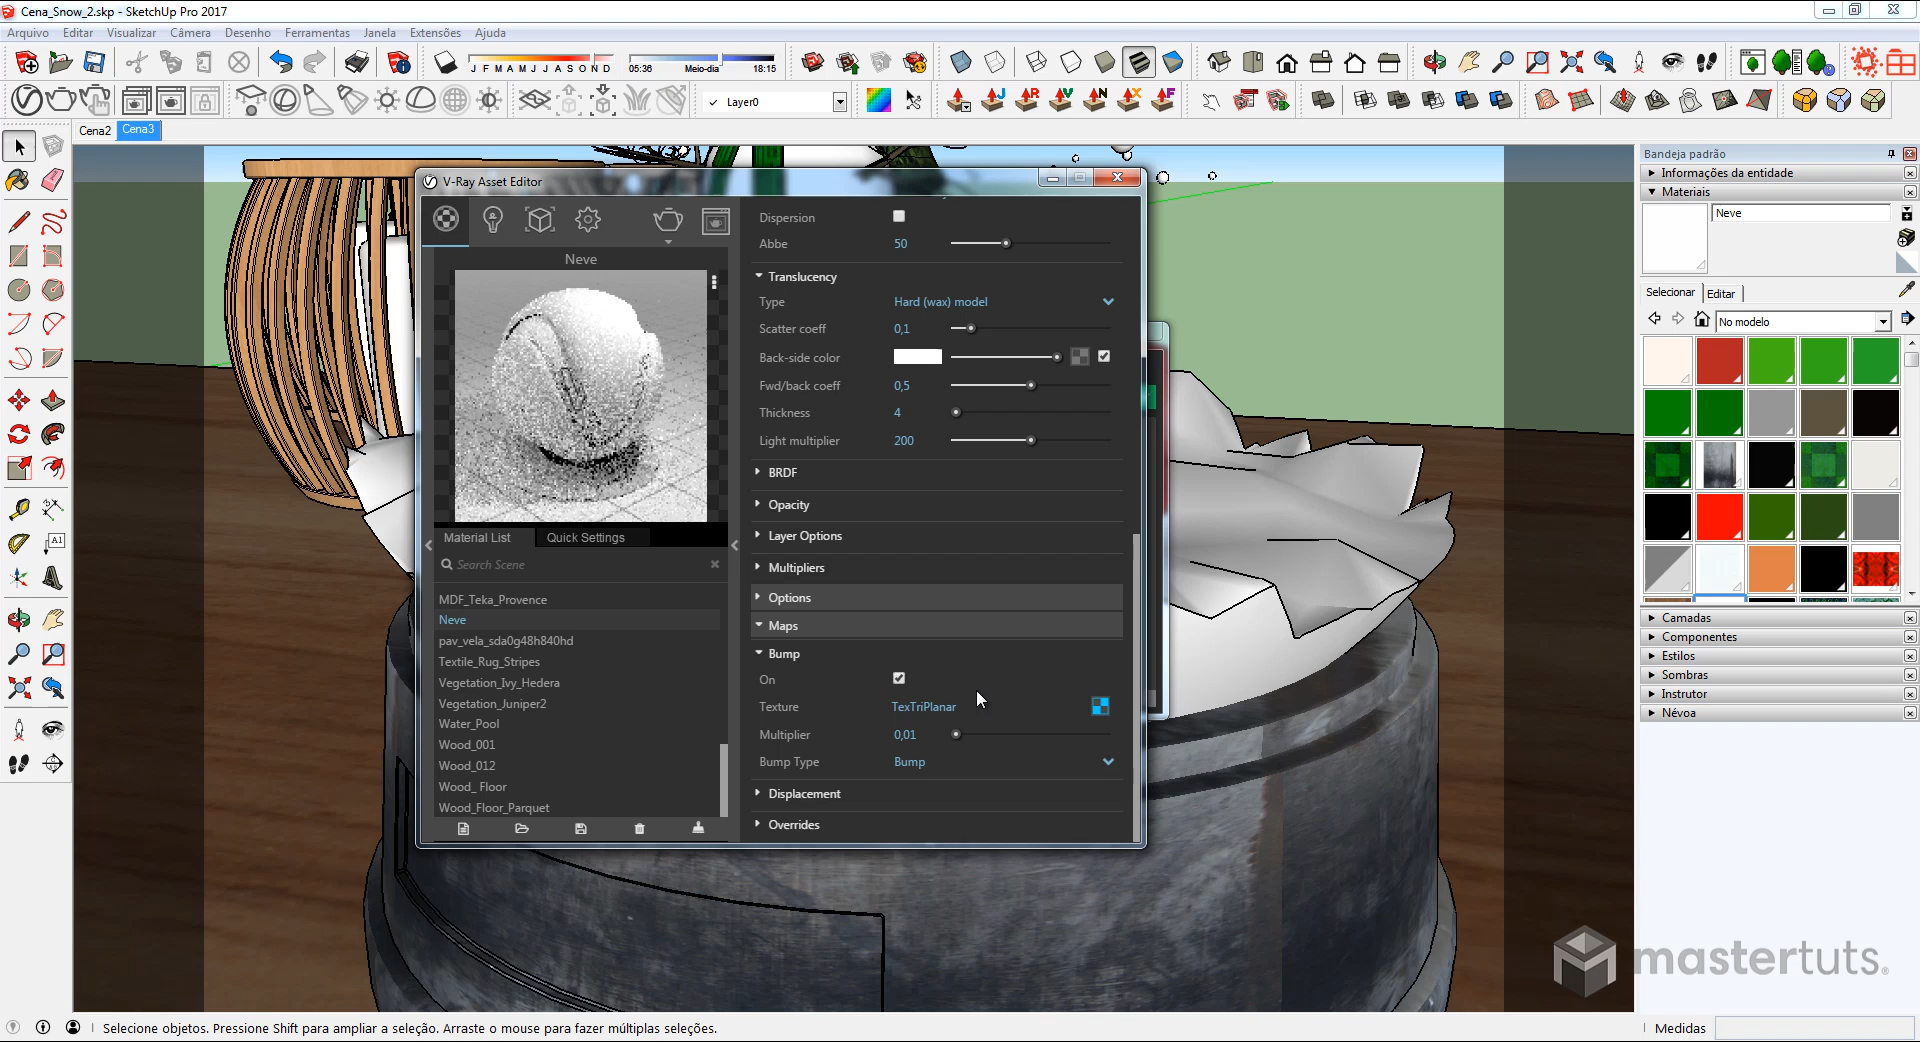 Cena_Snow_2.skp - SketchUp Pro 2017
Arquivo Editar Visualizar Câmera Desenho Ferramentas Janela Extensões Ajuda
J F M A M J J A S O N D
05:36 Meio-dia 18:15
Layer0
J R V N X F
Cena2 Cena3
V-Ray Asset Editor
Neve
Material List Quick Settings
Search Scene
MDF_Teka_Provence
Neve
pav_vela_sda0g48h840hd
Textile_Rug_Stripes
Vegetation_Ivy_Hedera
Vegetation_Juniper2
Water_Pool
Wood_001
Wood_012
Wood_ Floor
Wood_Floor_Parquet
Dispersion
Abbe 50
Translucency
Type Hard (wax) model
Scatter coeff 0,1
Back-side color
Fwd/back coeff 0,5
Thickness 4
Light multiplier 200
BRDF
Opacity
Layer Options
Multipliers
Options
Maps
Bump
On
Texture TexTriPlanar
Multiplier 0,01
Bump Type Bump
Displacement
Overrides
Bandeja padrão
Informações da entidade
Materiais
Neve
Selecionar Editar
No modelo
Camadas
Componentes
Estilos
Sombras
Instrutor
Névoa
mastertuts.
Selecione objetos. Pressione Shift para ampliar a seleção. Arraste o mouse para fazer múltiplas seleções.
Medidas